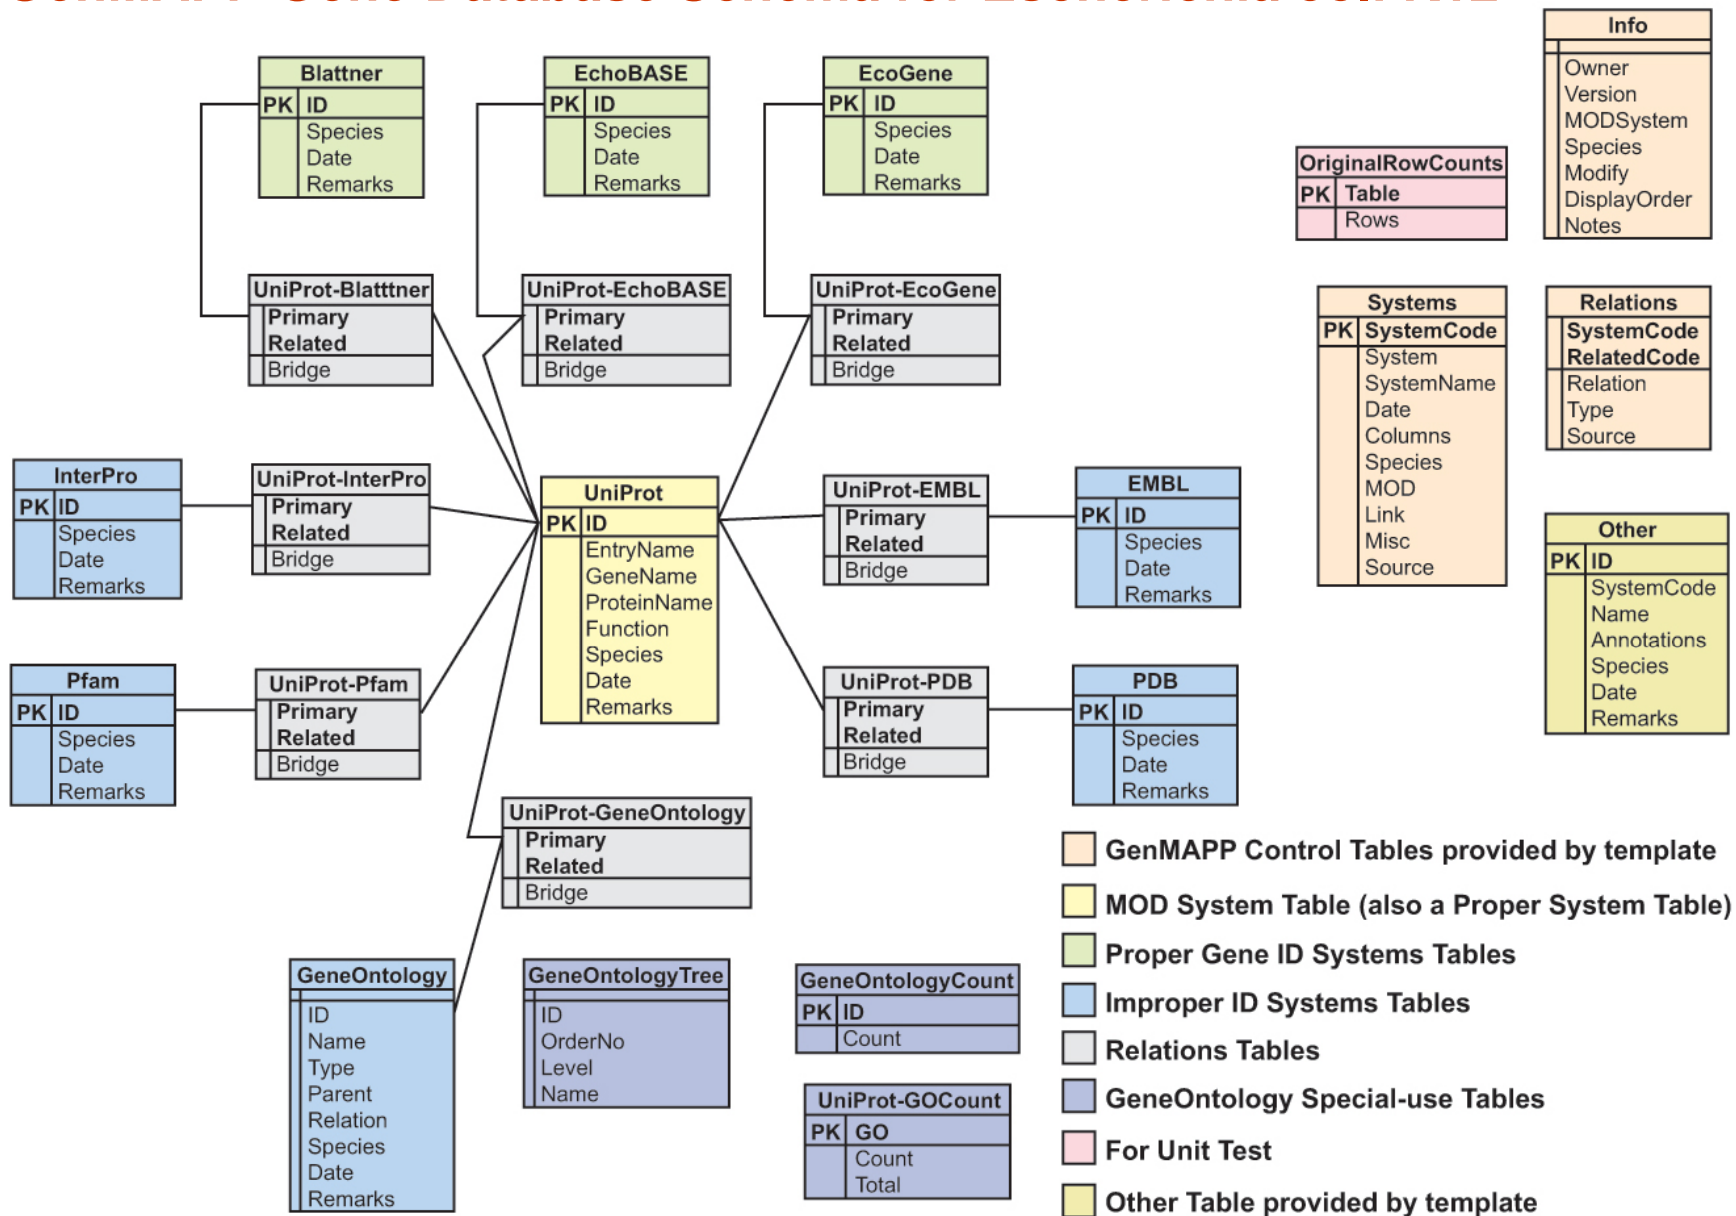 Blattner
PK ID
Species
Date
Remarks
EchoBASE
PK ID
Species
Date
Remarks
EcoGene
PK ID
Species
Date
Remarks
Info
Owner
Version
MODSystem
Species
Modify
DisplayOrder
Notes
OriginalRowCounts
PK Table
Rows
UniProt-Blatttner
Primary
Related
Bridge
UniProt-EchoBASE
Primary
Related
Bridge
UniProt-EcoGene
Primary
Related
Bridge
Systems
PK SystemCode
System
SystemName
Date
Columns
Species
MOD
Link
Misc
Source
Relations
SystemCode
RelatedCode
Relation
Type
Source
InterPro
PK ID
Species
Date
Remarks
UniProt-InterPro
Primary
Related
Bridge
UniProt
PK ID
EntryName
GeneName
ProteinName
Function
Species
Date
Remarks
UniProt-EMBL
Primary
Related
Bridge
EMBL
PK ID
Species
Date
Remarks
Other
PK ID
SystemCode
Name
Annotations
Species
Date
Remarks
Pfam
PK ID
Species
Date
Remarks
UniProt-Pfam
Primary
Related
Bridge
UniProt-PDB
Primary
Related
Bridge
PDB
PK ID
Species
Date
Remarks
UniProt-GeneOntology
Primary
Related
Bridge
GeneOntology
ID
Name
Type
Parent
Relation
Species
Date
Remarks
GeneOntologyTree
ID
OrderNo
Level
Name
GeneOntologyCount
PK ID
Count
UniProt-GOCount
PK GO
Count
Total
GenMAPP Control Tables provided by template
MOD System Table (also a Proper System Table)
Proper Gene ID Systems Tables
Improper ID Systems Tables
Relations Tables
GeneOntology Special-use Tables
For Unit Test
Other Table provided by template